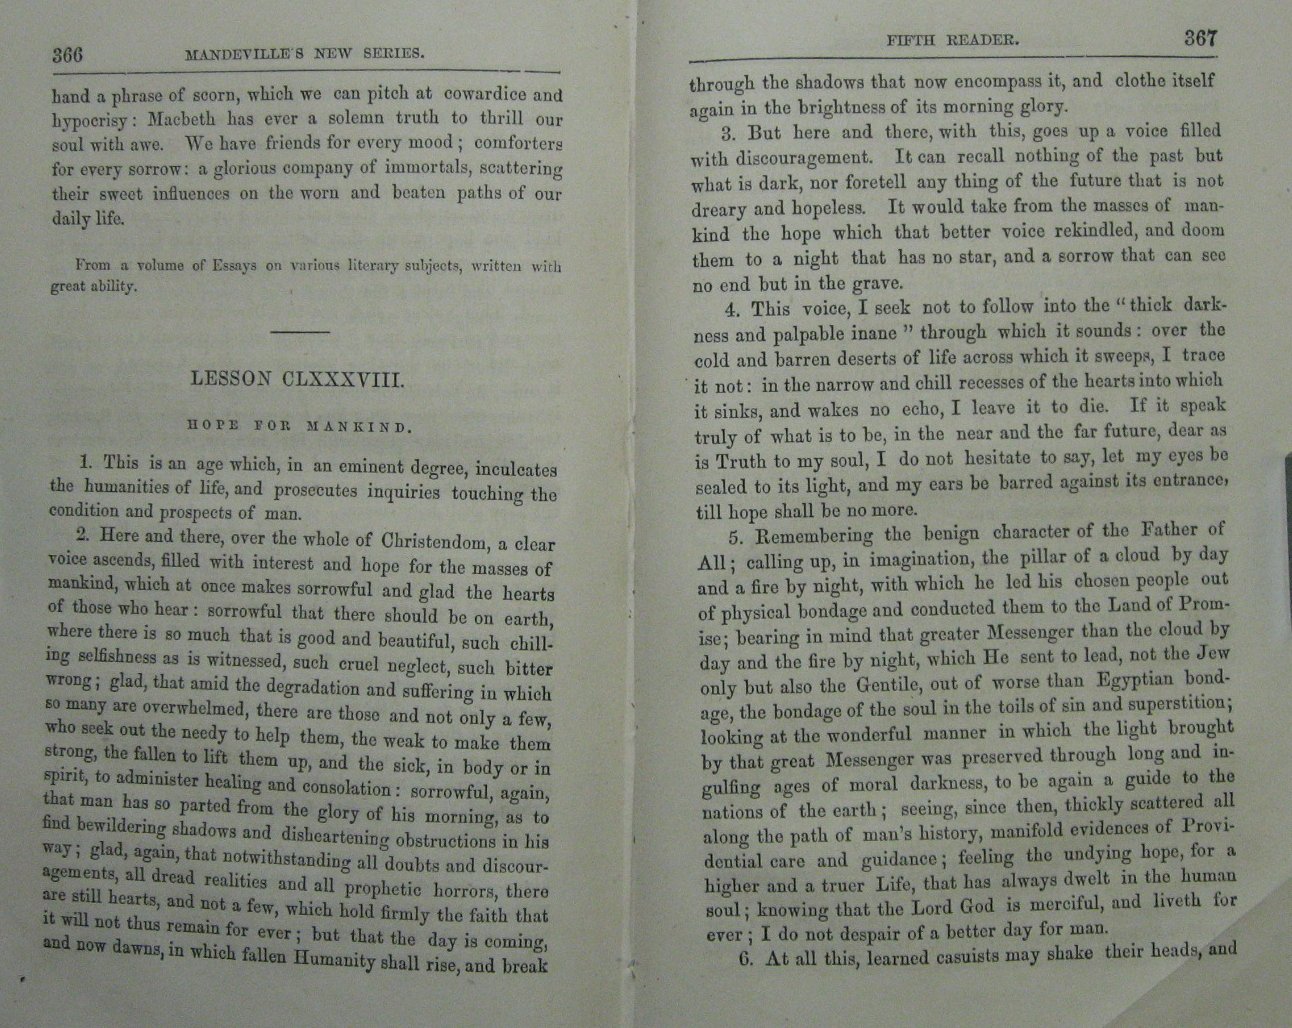 366 MANDEVILLE'S NEW SERIES.
hand a phrase of scorn, which we can pitch at cowardice and
hypocrisy: Macbeth has ever a solemn truth to thrill our
soul with awe. We have friends for every mood; comforters
for every sorrow: a glorious company of immortals, scattering
their sweet influences on the worn and beaten paths of our
daily life.
From a volume of Essays on various literary subjects, written with
great ability.
LESSON CLXXXVIII.
HOPE FOR MANKIND.
1. This is an age which, in an eminent degree, inculcates
the humanities of life, and prosecutes inquiries touching the
condition and prospects of man.
2. Here and there, over the whole of Christendom, a clear
voice ascends, filled with interest and hope for the masses of
mankind, which at once makes sorrowful and glad the hearts
of those who hear: sorrowful that there should be on earth,
where there is so much that is good and beautiful, such chill-
ing selfishness as is witnessed, such cruel neglect, such bitter
wrong; glad, that amid the degradation and suffering in which
so many are overwhelmed, there are those and not only a few,
who seek out the needy to help them, the weak to make them
strong, the fallen to lift them up, and the sick, in body or in
spirit, to administer healing and consolation: sorrowful, again,
that man has so parted from the glory of his morning, as to
find bewildering shadows and disheartening obstructions in his
way; glad, again, that notwithstanding all doubts and discour-
agements, all dread realities and all prophetic horrors, there
are still hearts, and not a few, which hold firmly the faith that
it will not thus remain for ever; but that the day is coming,
and now dawns, in which fallen Humanity shall rise, and break
FIFTH READER. 367
through the shadows that now encompass it, and clothe itself
again in the brightness of its morning glory.
3. But here and there, with this, goes up a voice filled
with discouragement. It can recall nothing of the past but
what is dark, nor foretell any thing of the future that is not
dreary and hopeless. It would take from the masses of man-
kind the hope which that better voice rekindled, and doom
them to a night that has no star, and a sorrow that can see
no end but in the grave.
4. This voice, I seek not to follow into the "thick dark-
ness and palpable inane" through which it sounds: over the
cold and barren deserts of life across which it sweeps, I trace
it not: in the narrow and chill recesses of the hearts into which
it sinks, and wakes no echo, I leave it to die. If it speak
truly of what is to be, in the near and the far future, dear as
is Truth to my soul, I do not hesitate to say, let my eyes be
sealed to its light, and my ears be barred against its entrance,
till hope shall be no more.
5. Remembering the benign character of the Father of
All; calling up, in imagination, the pillar of a cloud by day
and a fire by night, with which he led his chosen people out
of physical bondage and conducted them to the Land of Prom-
ise; bearing in mind that greater Messenger than the cloud by
day and the fire by night, which He sent to lead, not the Jew
only but also the Gentile, out of worse than Egyptian bond-
age, the bondage of the soul in the toils of sin and superstition;
looking at the wonderful manner in which the light brought
by that great Messenger was preserved through long and in-
gulfing ages of moral darkness, to be again a guide to the
nations of the earth; seeing, since then, thickly scattered all
along the path of man's history, manifold evidences of Provi-
dential care and guidance; feeling the undying hope, for a
higher and a truer Life, that has always dwelt in the human
soul; knowing that the Lord God is merciful, and liveth for
ever; I do not despair of a better day for man.
6. At all this, learned casuists may shake their heads, and